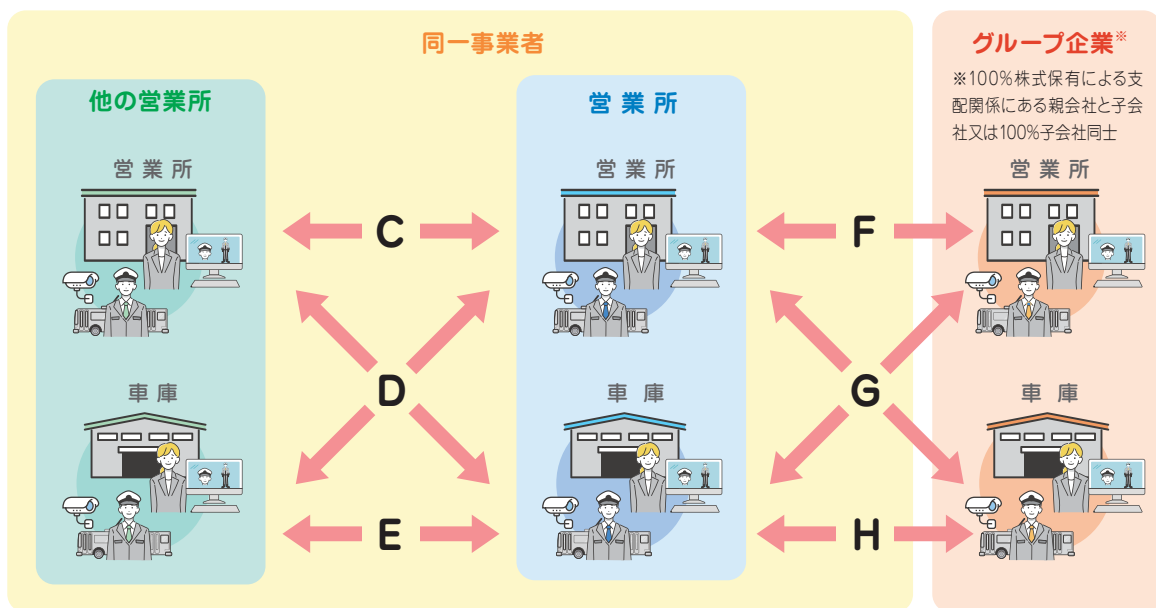 同一事業者
グループ企業※
※100%株式保有による支
配関係にある親会社と子会
社又は100%子会社同士
他の営業所
営業所
営業所
営業所
営業所
C
F
D
G
車庫
車庫
車庫
E
H